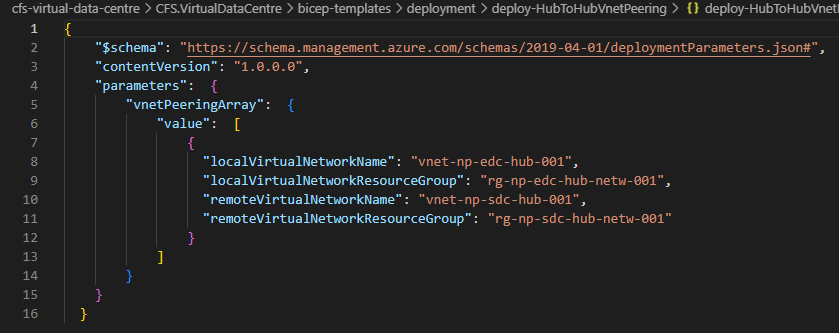 cfs-virtual-data-centre > CFS.VirtualDataCentre > bicep-templates > deployment > deploy-HubToHubVnetPeering > {} deploy-HubToHubVnetl
1 {
2 "$schema": "https://schema.management.azure.com/schemas/2019-04-01/deploymentParameters.json#",
3 "contentVersion": "1.0.0.0",
4 "parameters": {
5 "vnetPeeringArray": {
6 "value": [
7 {
8 "localVirtualNetworkName": "vnet-np-edc-hub-001",
9 "localVirtualNetworkResourceGroup": "rg-np-edc-hub-netw-001",
10 "remoteVirtualNetworkName": "vnet-np-sdc-hub-001",
11 "remoteVirtualNetworkResourceGroup": "rg-np-sdc-hub-netw-001"
12 }
13 ]
14 }
15 }
16 }